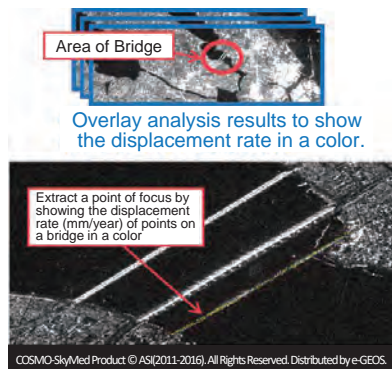 Area of Bridge
Overlay analysis results to show
the displacement rate in a color.
Extract a point of focus by
showing the displacement
rate (mm/year) of points on
a bridge in a color
COSMO-SkyMed Product © ASI(2011-2016). All Rights Reserved. Distributed by e-GEOS.